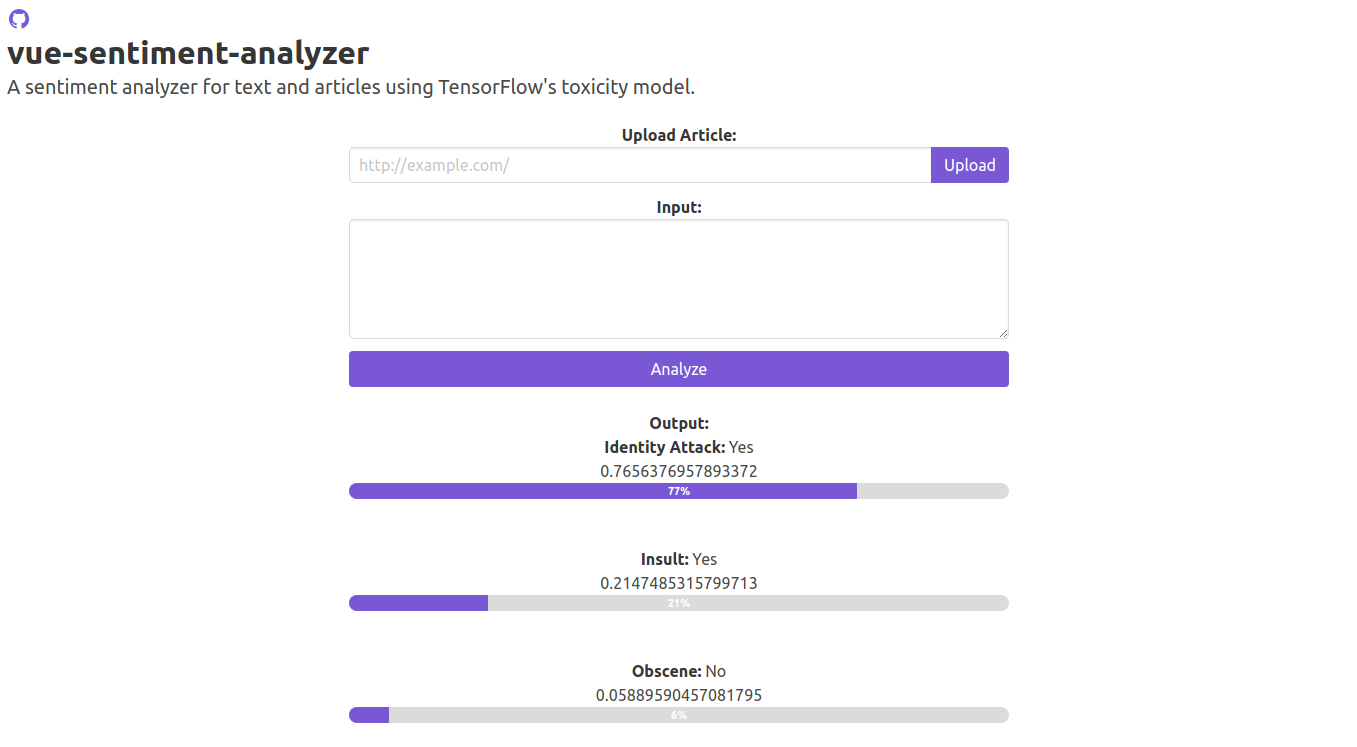 vue-sentiment-analyzer
A sentiment analyzer for text and articles using TensorFlow's toxicity model.
Upload Article:
http://example.com/ Upload
Input:
Analyze
Output:
Identity Attack: Yes
0.7656376957893372
77%
Insult: Yes
0.2147485315799713
21%
Obscene: No
0.05889590457081795
6%